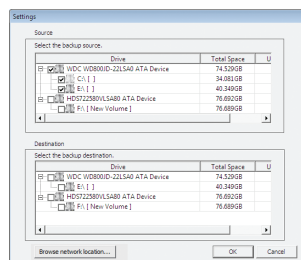 Settings
Source
Select the backup source.
Drive Total Space U
WDC WD800JD-22LSA0 ATA Device 74.529GB
C:\ [ ] 34.081GB
E:\ [ ] 40.349GB
HDS722580VLSA80 ATA Device 76.692GB
F:\ [ New Volume ] 76.689GB
Destination
Select the backup destination.
Drive Total Space U
WDC WD800JD-22LSA0 ATA Device 74.529GB
E:\ [ ] 40.349GB
HDS722580VLSA80 ATA Device 76.692GB
F:\ [ New Volume ] 76.689GB
Browse network location... OK Cancel